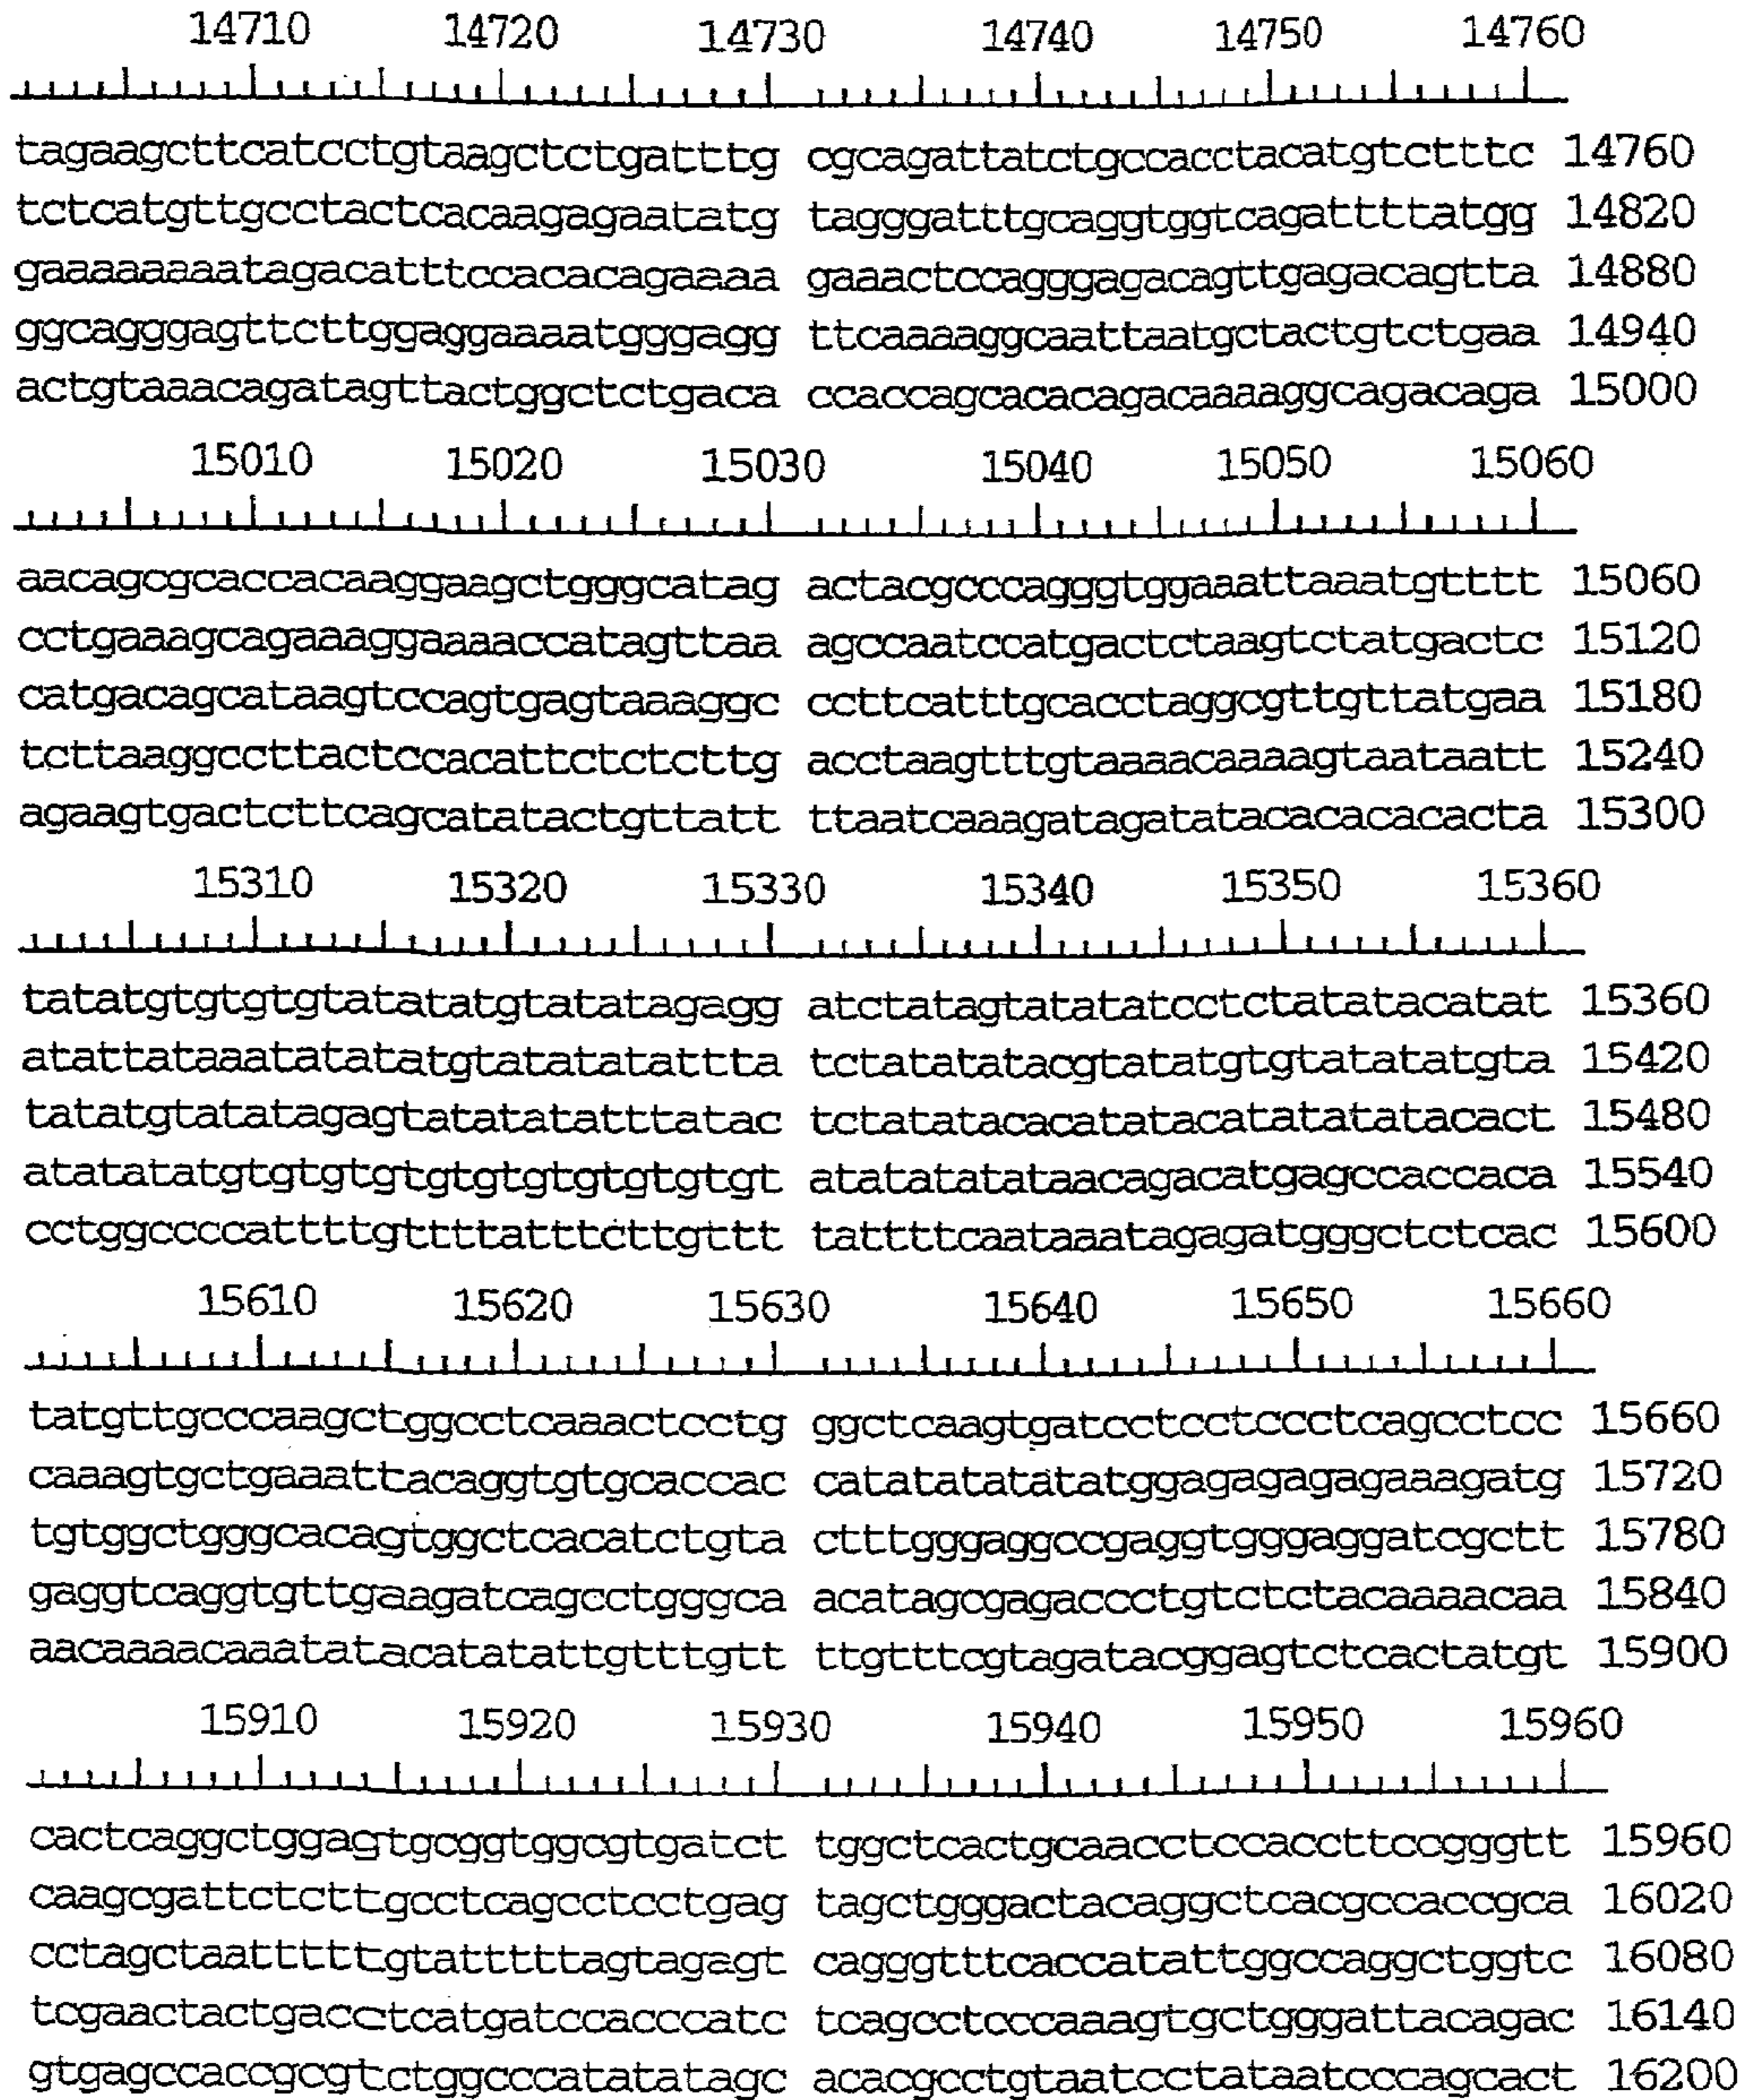 14710 14720 14730 14740 14750 14760
tagaagcttcatcctgtaagctctgatttg cgcagattatctgccacctacatgtctttc 14760
tctcatgttgcctactcacaagagaatatg tagggatttgcaggtggtcagattttatgg 14820
gaaaaaaaaatagacatttccacacagaaaa gaaactccagggagacagttgagacagtta 14880
ggcagggagttcttggaggaaaatgggagg ttcaaaaaggcaattaatgctactgtctgaa 14940
actgtaaacagatagttactggctctgaca ccaccagcacacagacaaaaggcagacaga 15000
15010 15020 15030 15040 15050 15060
aacagcgcaccacaaggaagctgggcatag actacgcccagggtggaaattaaatgtttt 15060
cctgaaagcagaaaggaaaaccatagttaa agccaatccatgactctaagtctatgactc 15120
catgacagcataagtccagtgagtaaaggc ccttcatttgcacctaggcgttgttatgaa 15180
tcttaaggccttactccacattctctcttg acctaagtttgtaaaacaaaagtaataatt 15240
agaagtgactcttcagcatatactgttatt ttaatcaaagatagatatacacacacacta 15300
15310 15320 15330 15340 15350 15360
tatatgtgtgtgtatatatgtatatagagg atctatagtatatatcctctatatacatat 15360
atattataaatatatatgtatatatattta tctatatatacgtatatgtgtatatatgta 15420
tatatgtatatagagtatatatatttatac tctatatacacatatacatatatatacact 15480
atatatatgtgtgtgtgtgtgtgtgtgtgt atatatatataacagacatgagccaccaca 15540
cctggccccattttgttttatttcttgttt tattttcaataaatagagatgggctctcac 15600
15610 15620 15630 15640 15650 15660
tatgttgcccaagctggcctcaaactcctg ggctcaagtgatcctcctccctcagcctcc 15660
caaagtgctgaaattacaggtgtgcaccac catatatatatatggagagagagaaagatg 15720
tgtggctgggcacagtggctcacatctgta ctttgggaggccgaggtgggaggatcgctt 15780
gaggtcaggtgttgaagatcagcctgggca acatagcgagaccctgtctctacaaaacaa 15840
aacaaaacaaatatacatatattgtttgtt ttgtttcgtagatacggagtctcactatgt 15900
15910 15920 15930 15940 15950 15960
cactcaggctggagtgcggtggcgtgatct tggctcactgcaacctccaccttccgggtt 15960
caagcgattctcttgcctcagcctcctgag tagctgggactacaggctcacgccaccgca 16020
cctagctaatttttgtatttttagtagagt cagggtttcaccatattggccaggctggtc 16080
tcgaactactgacctcatgatccacccatc tcagcctcccaaagtgctgggattacagac 16140
gtgagccaccgcgtctggcccatatatagc acacgcctgtaatcctataatcccagcact 16200